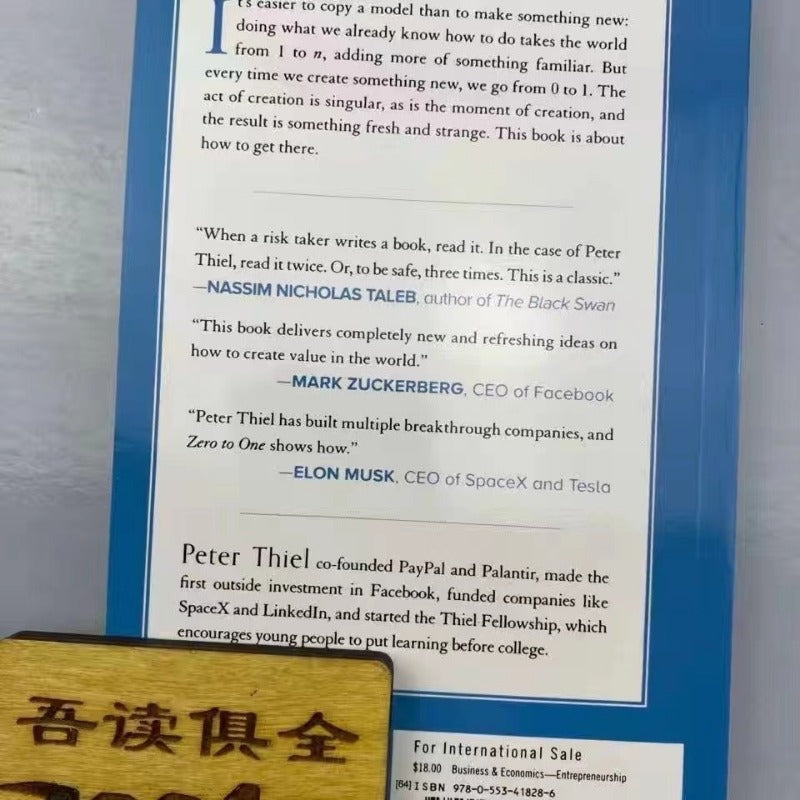 It's easier to copy a model than to make something new:
doing what we already know how to do takes the world
from 1 to n, adding more of something familiar. But
every time we create something new, we go from 0 to 1. The
act of creation is singular, as is the moment of creation, and
the result is something fresh and strange. This book is about
how to get there.
“When a risk taker writes a book, read it. In the case of Peter
Thiel, read it twice. Or, to be safe, three times. This is a classic.”
—NASSIM NICHOLAS TALEB, author of The Black Swan
“This book delivers completely new and refreshing ideas on
how to create value in the world.”
—MARK ZUCKERBERG, CEO of Facebook
“Peter Thiel has built multiple breakthrough companies, and
Zero to One shows how.”
—ELON MUSK, CEO of SpaceX and Tesla
Peter Thiel co-founded PayPal and Palantir, made the
first outside investment in Facebook, funded companies like
SpaceX and LinkedIn, and started the Thiel Fellowship, which
encourages young people to put learning before college.
吾读俱全
For International Sale
$18.00 Business & Economics—Entrepreneurship
[64] ISBN 978-0-553-41828-6